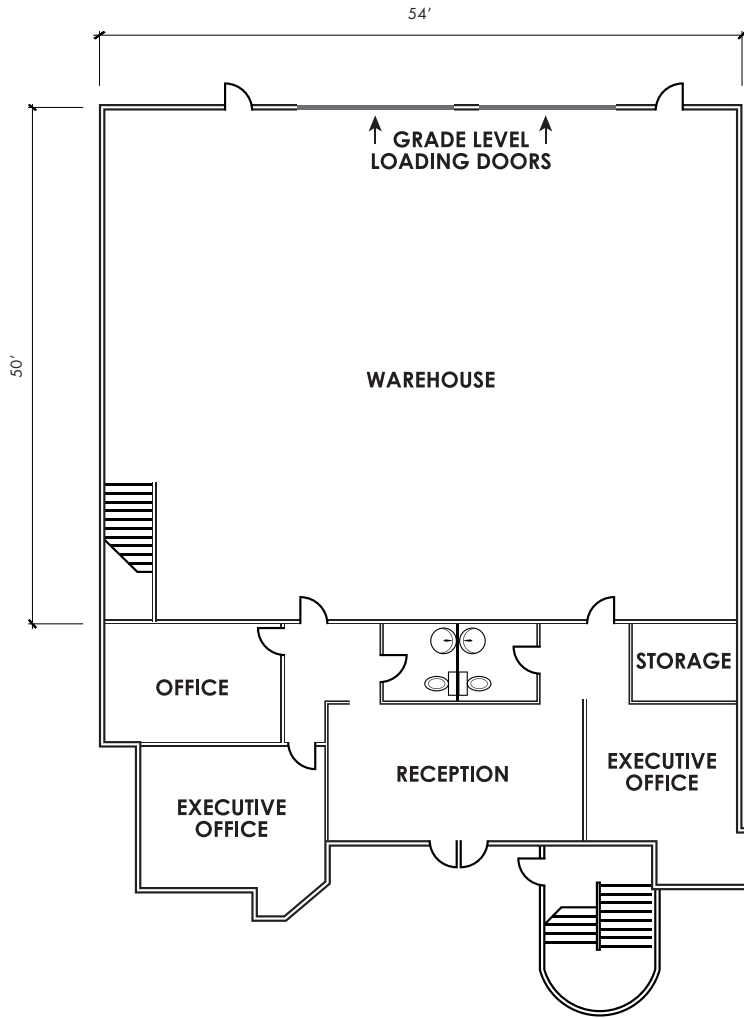 54’
GRADE LEVEL
LOADING DOORS
50’
WAREHOUSE
OFFICE
STORAGE
RECEPTION
EXECUTIVE
OFFICE
EXECUTIVE
OFFICE